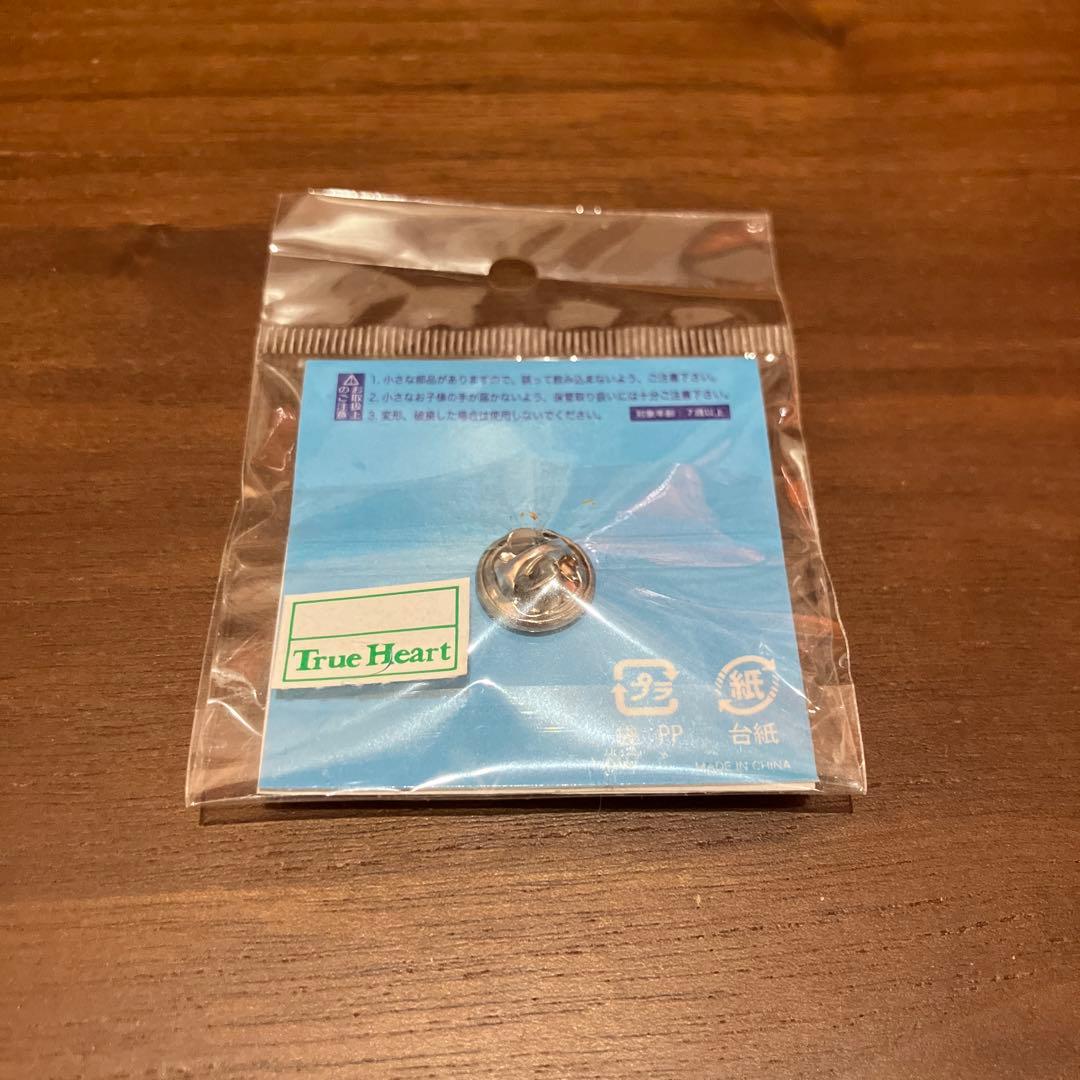 お取扱上
のご注意
1. 小さな部品がありますので、誤って飲み込まないよう、ご注意下さい。
2. 小さなお子様の手が届かないよう、保管取り扱いには十分ご注意下さい。
3. 変形、破損した場合は使用しないでください。
対象年齢:7歳以上
True Heart
プラ
紙
袋:PP
台紙
MADE IN CHINA